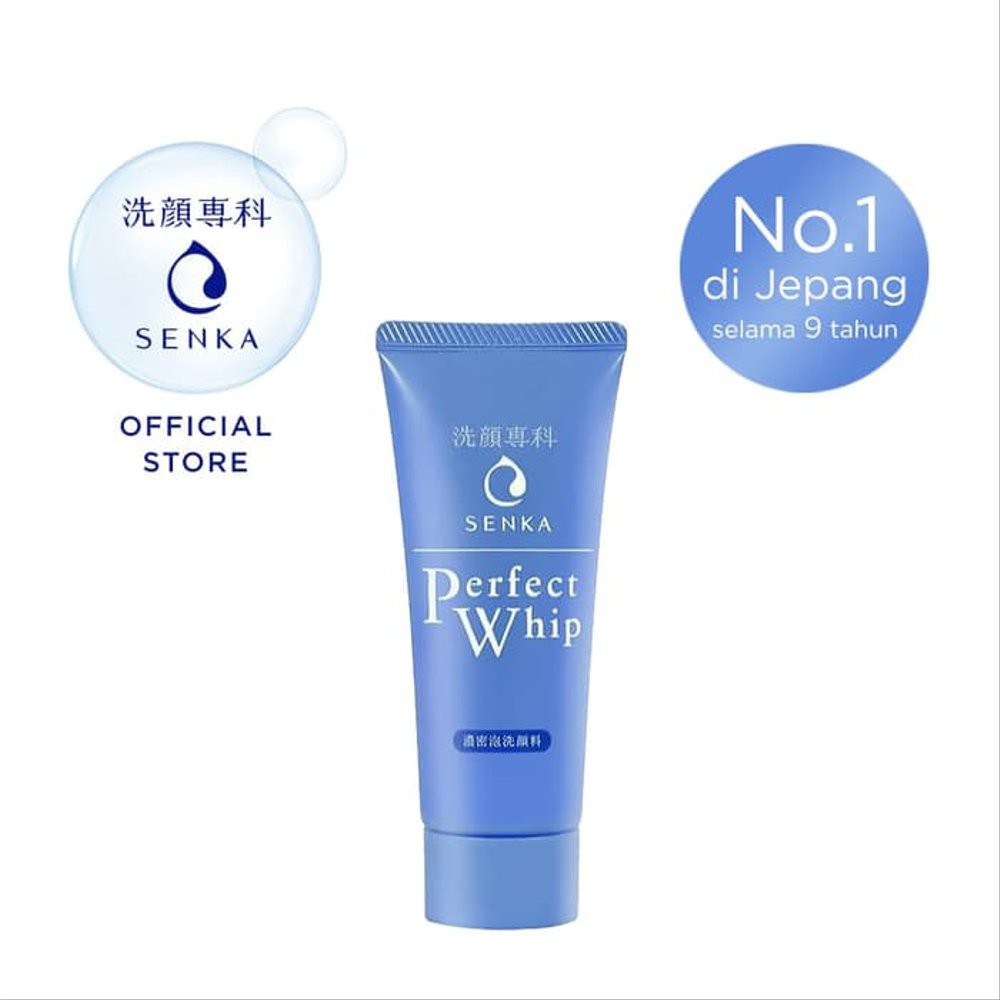 洗顔専科
SENKA
OFFICIAL
STORE
No.1
di Jepang
selama 9 tahun
洗顔専科
SENKA
Perfect
Whip
濃密泡洗顔料